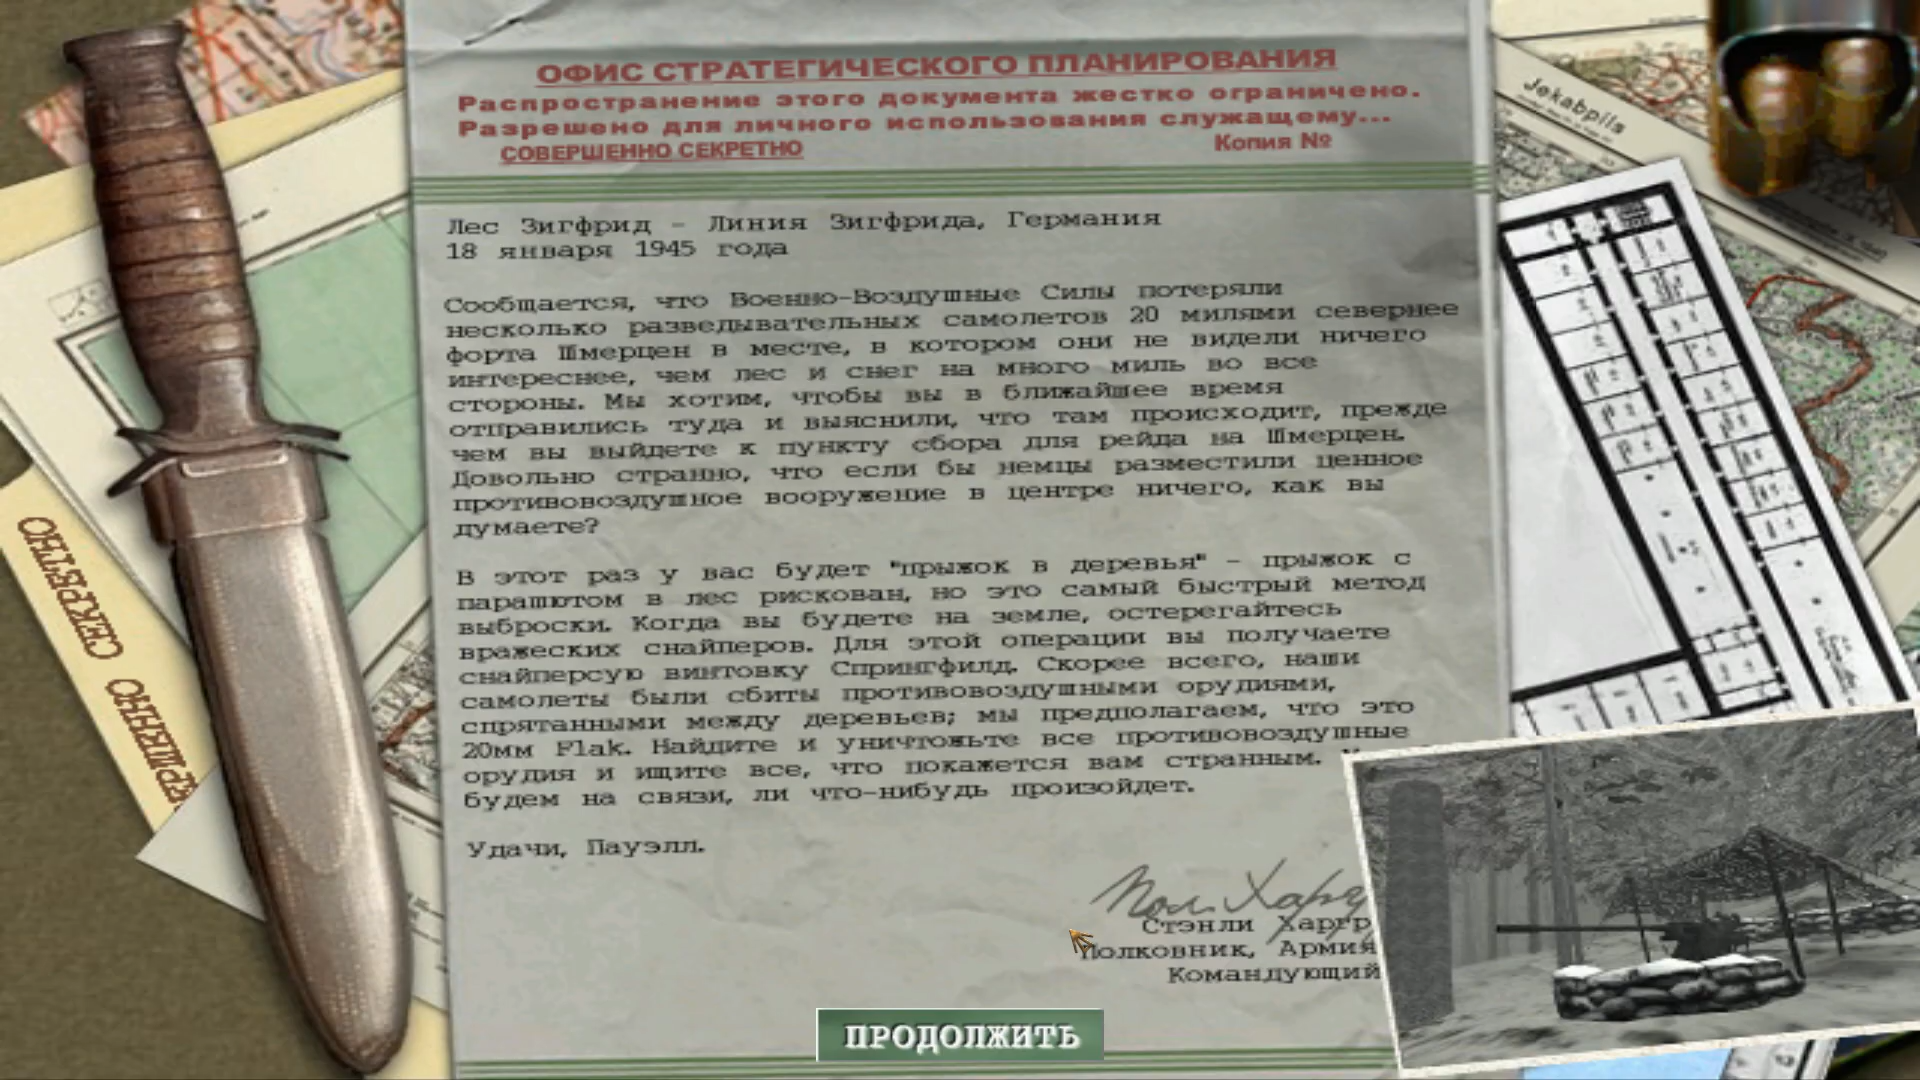 ОФИС СТРАТЕГИЧЕСКОГО ПЛАНИРОВАНИЯ
Распространение этого документа жестко ограничено.
Разрешено для личного использования служащему...
СОВЕРШЕННО СЕКРЕТНО
Копия №
Jekabpils
Лес Зигфрид - Линия Зигфрида, Германия
18 января 1945 года
Сообщается, что Военно-Воздушные Силы потеряли
несколько разведывательных самолетов 20 милями севернее
форта Шмерцен в месте, в котором они не видели ничего
интереснее, чем лес и снег на много миль во все
стороны. Мы хотим, чтобы вы в ближайшее время
отправились туда и выяснили, что там происходит, прежде
чем вы выйдете к пункту сбора для рейда на Шмерцен.
Довольно странно, что если бы немцы разместили ценное
противовоздушное вооружение в центре ничего, как вы
думаете?
В этот раз у вас будет "прыжок в деревья" - прыжок с
парашютом в лес рискован, но это самый быстрый метод
выброски. Когда вы будете на земле, остерегайтесь
вражеских снайперов. Для этой операции вы получаете
снайперсую винтовку Спрингфилд. Скорее всего, наши
самолеты были сбиты противовоздушными орудиями,
спрятанными между деревьев; мы предполагаем, что это
20мм Flak. Найдите и уничтожьте все противовоздушные
орудия и ищите все, что покажется вам странным.
будем на связи, ли что-нибудь произойдет.
Удачи, Пауэлл.
Стэнли Харгр
Полковник, Армия
Командующий
СЕКРЕТНО
ЕРШЕННО
ПРОДОЛЖИТЬ